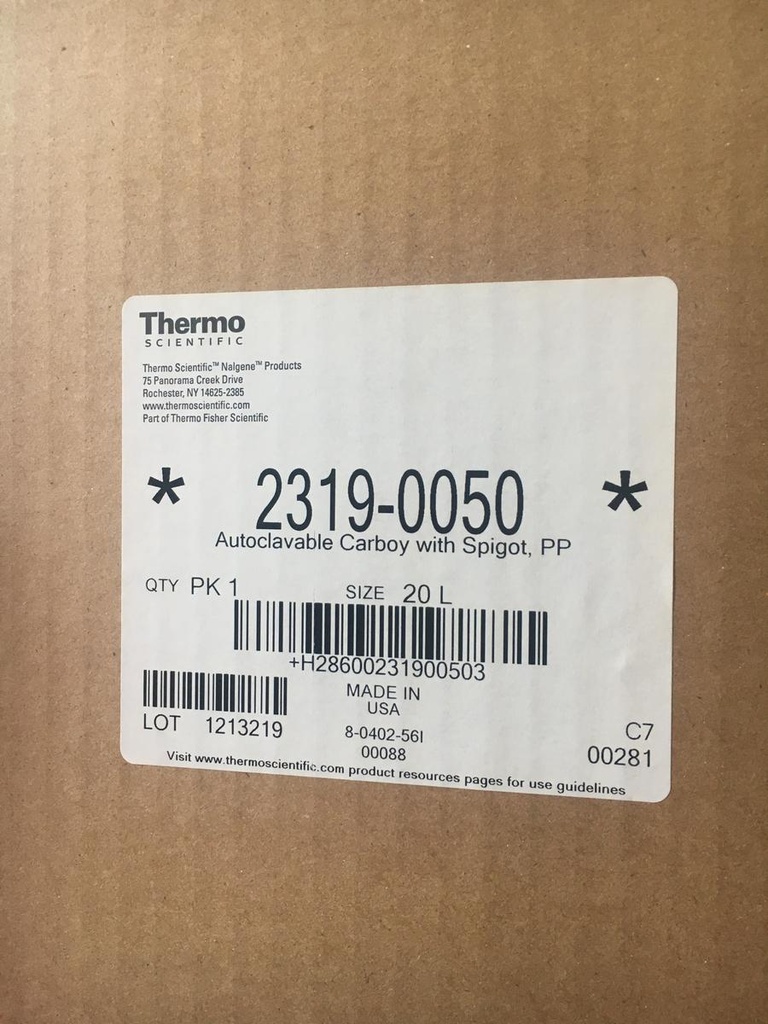 Thermo
SCIENTIFIC
Thermo Scientific™ Nalgene™ Products
75 Panorama Creek Drive
Rochester, NY 14625-2385
www.thermoscientific.com
Part of Thermo Fisher Scientific
* 2319-0050 *
Autoclavable Carboy with Spigot, PP
QTY PK 1 SIZE 20 L
+H28600231900503
MADE IN
USA
LOT 1213219
8-0402-56I
00088
C7
00281
Visit www.thermoscientific.com product resources pages for use guidelines